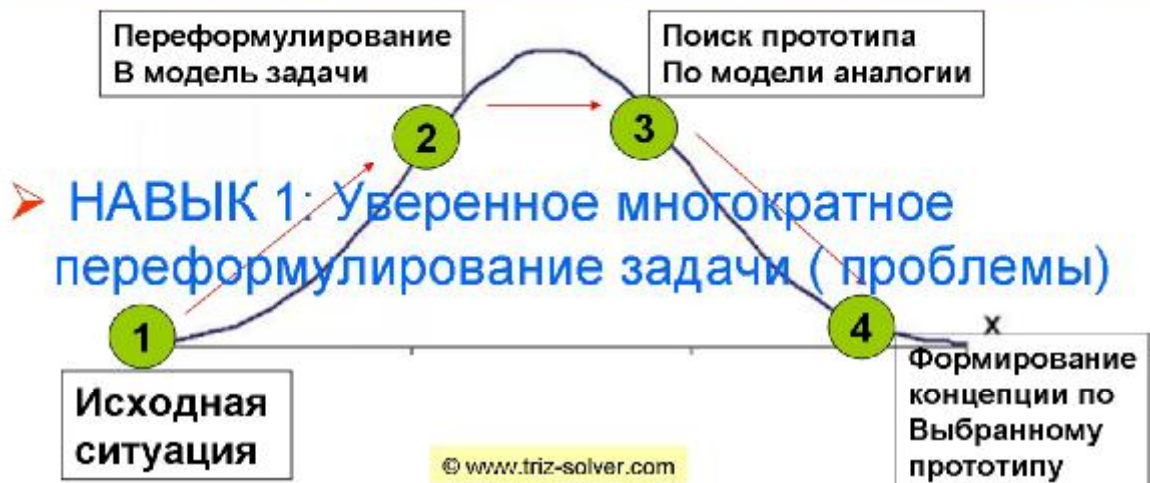 Переформулирование
В модель задачи
Поиск прототипа
По модели аналогии
2
3
НАВЫК 1: Уверенное многократное
переформулирование задачи ( проблемы)
1
4
х
Исходная
ситуация
Формирование
концепции по
Выбранному
прототипу
© www.triz-solver.com